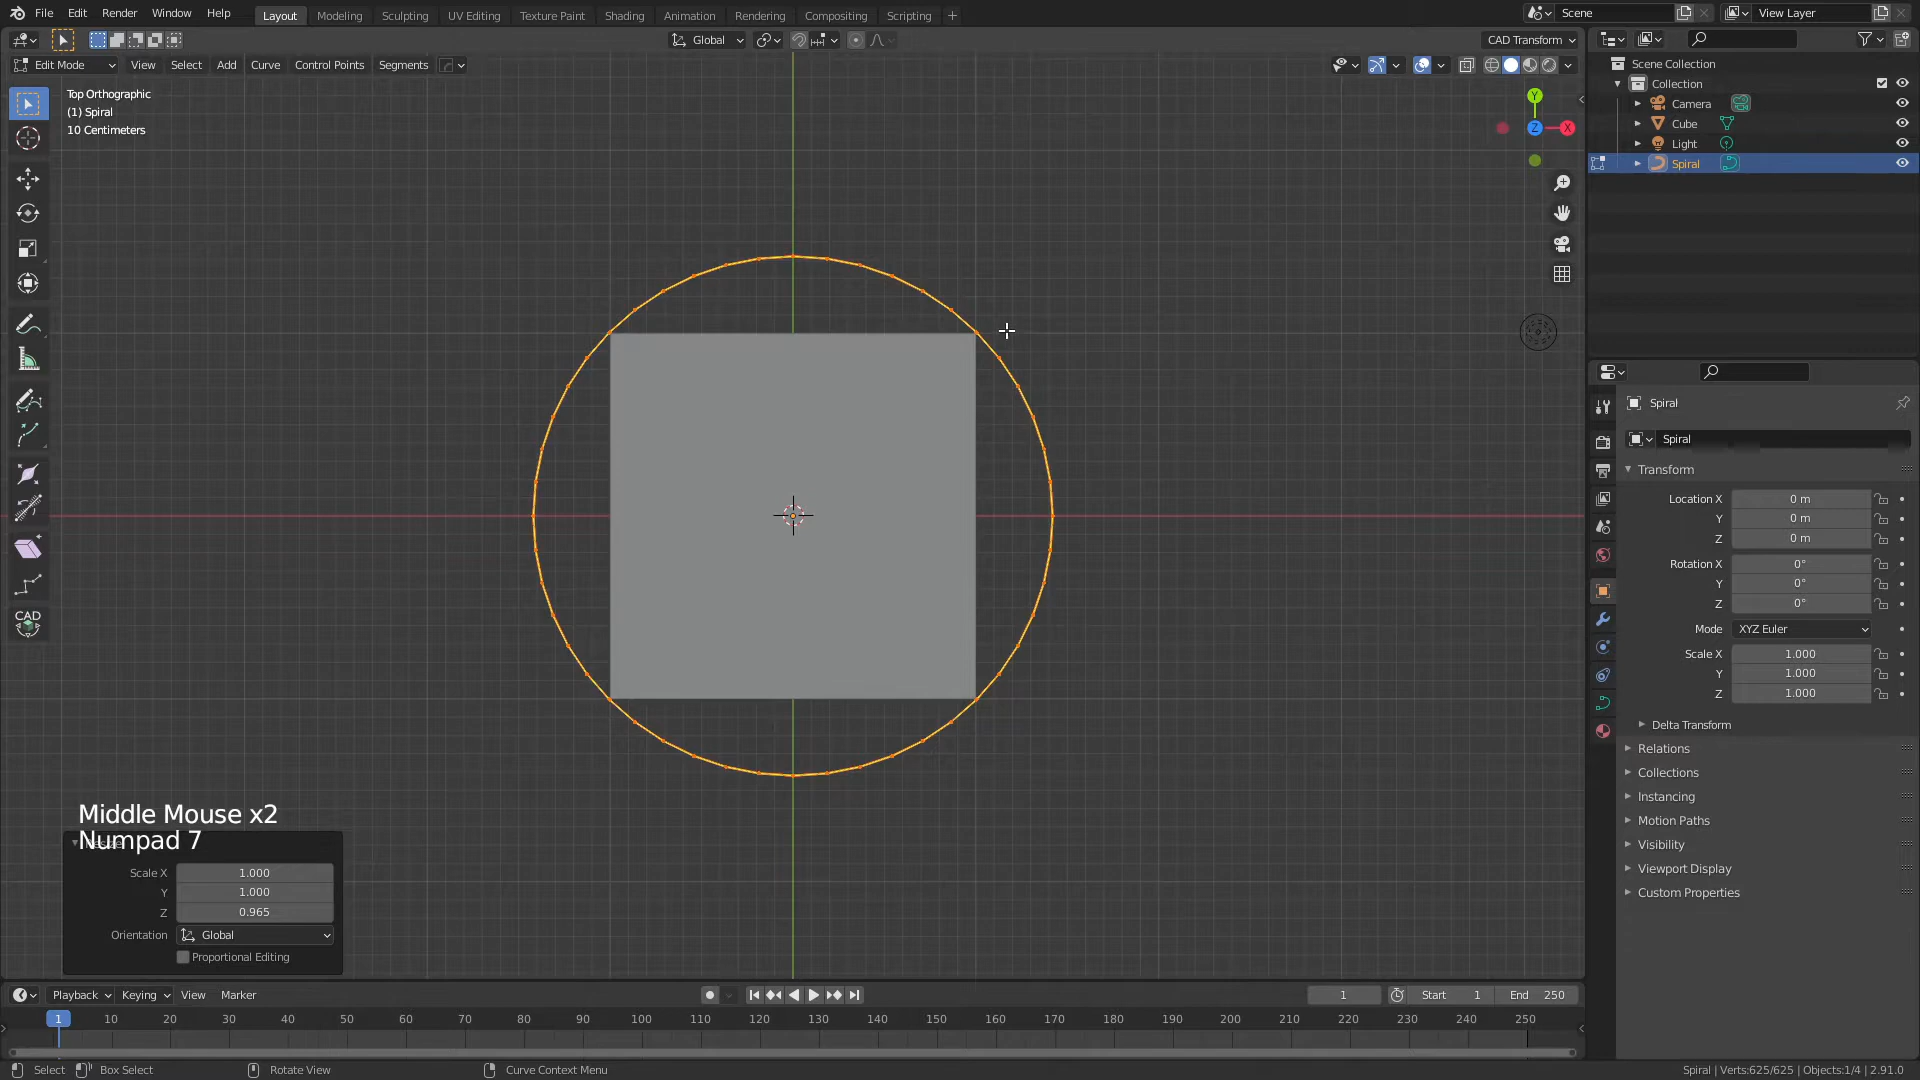 File Edit Render Window Help
Layout Modeling Sculpting UV Editing Texture Paint Shading Animation Rendering Compositing Scripting +
Scene
View Layer
Global
CAD Transform
Edit Mode View Select Add Curve Control Points Segments
Top Orthographic
(1) Spiral
10 Centimeters
Y
Z
X
CAD
Scene Collection
Collection
Camera
Cube
Light
Spiral
Spiral
Spiral
Transform
Location X 0 m
Y 0 m
Z 0 m
Rotation X 0°
Y 0°
Z 0°
Mode XYZ Euler
Scale X 1.000
Y 1.000
Z 1.000
Delta Transform
Relations
Collections
Instancing
Motion Paths
Visibility
Viewport Display
Custom Properties
Middle Mouse x2
Numpad 7
Scale X 1.000
Y 1.000
Z 0.965
Orientation Global
Proportional Editing
Playback Keying View Marker
1 Start 1 End 250
1 10 20 30 40 50 60 70 80 90 100 110 120 130 140 150 160 170 180 190 200 210 220 230 240 250
Select Box Select Rotate View Curve Context Menu
Spiral | Verts:625/625 | Objects:1/4 | 2.91.0